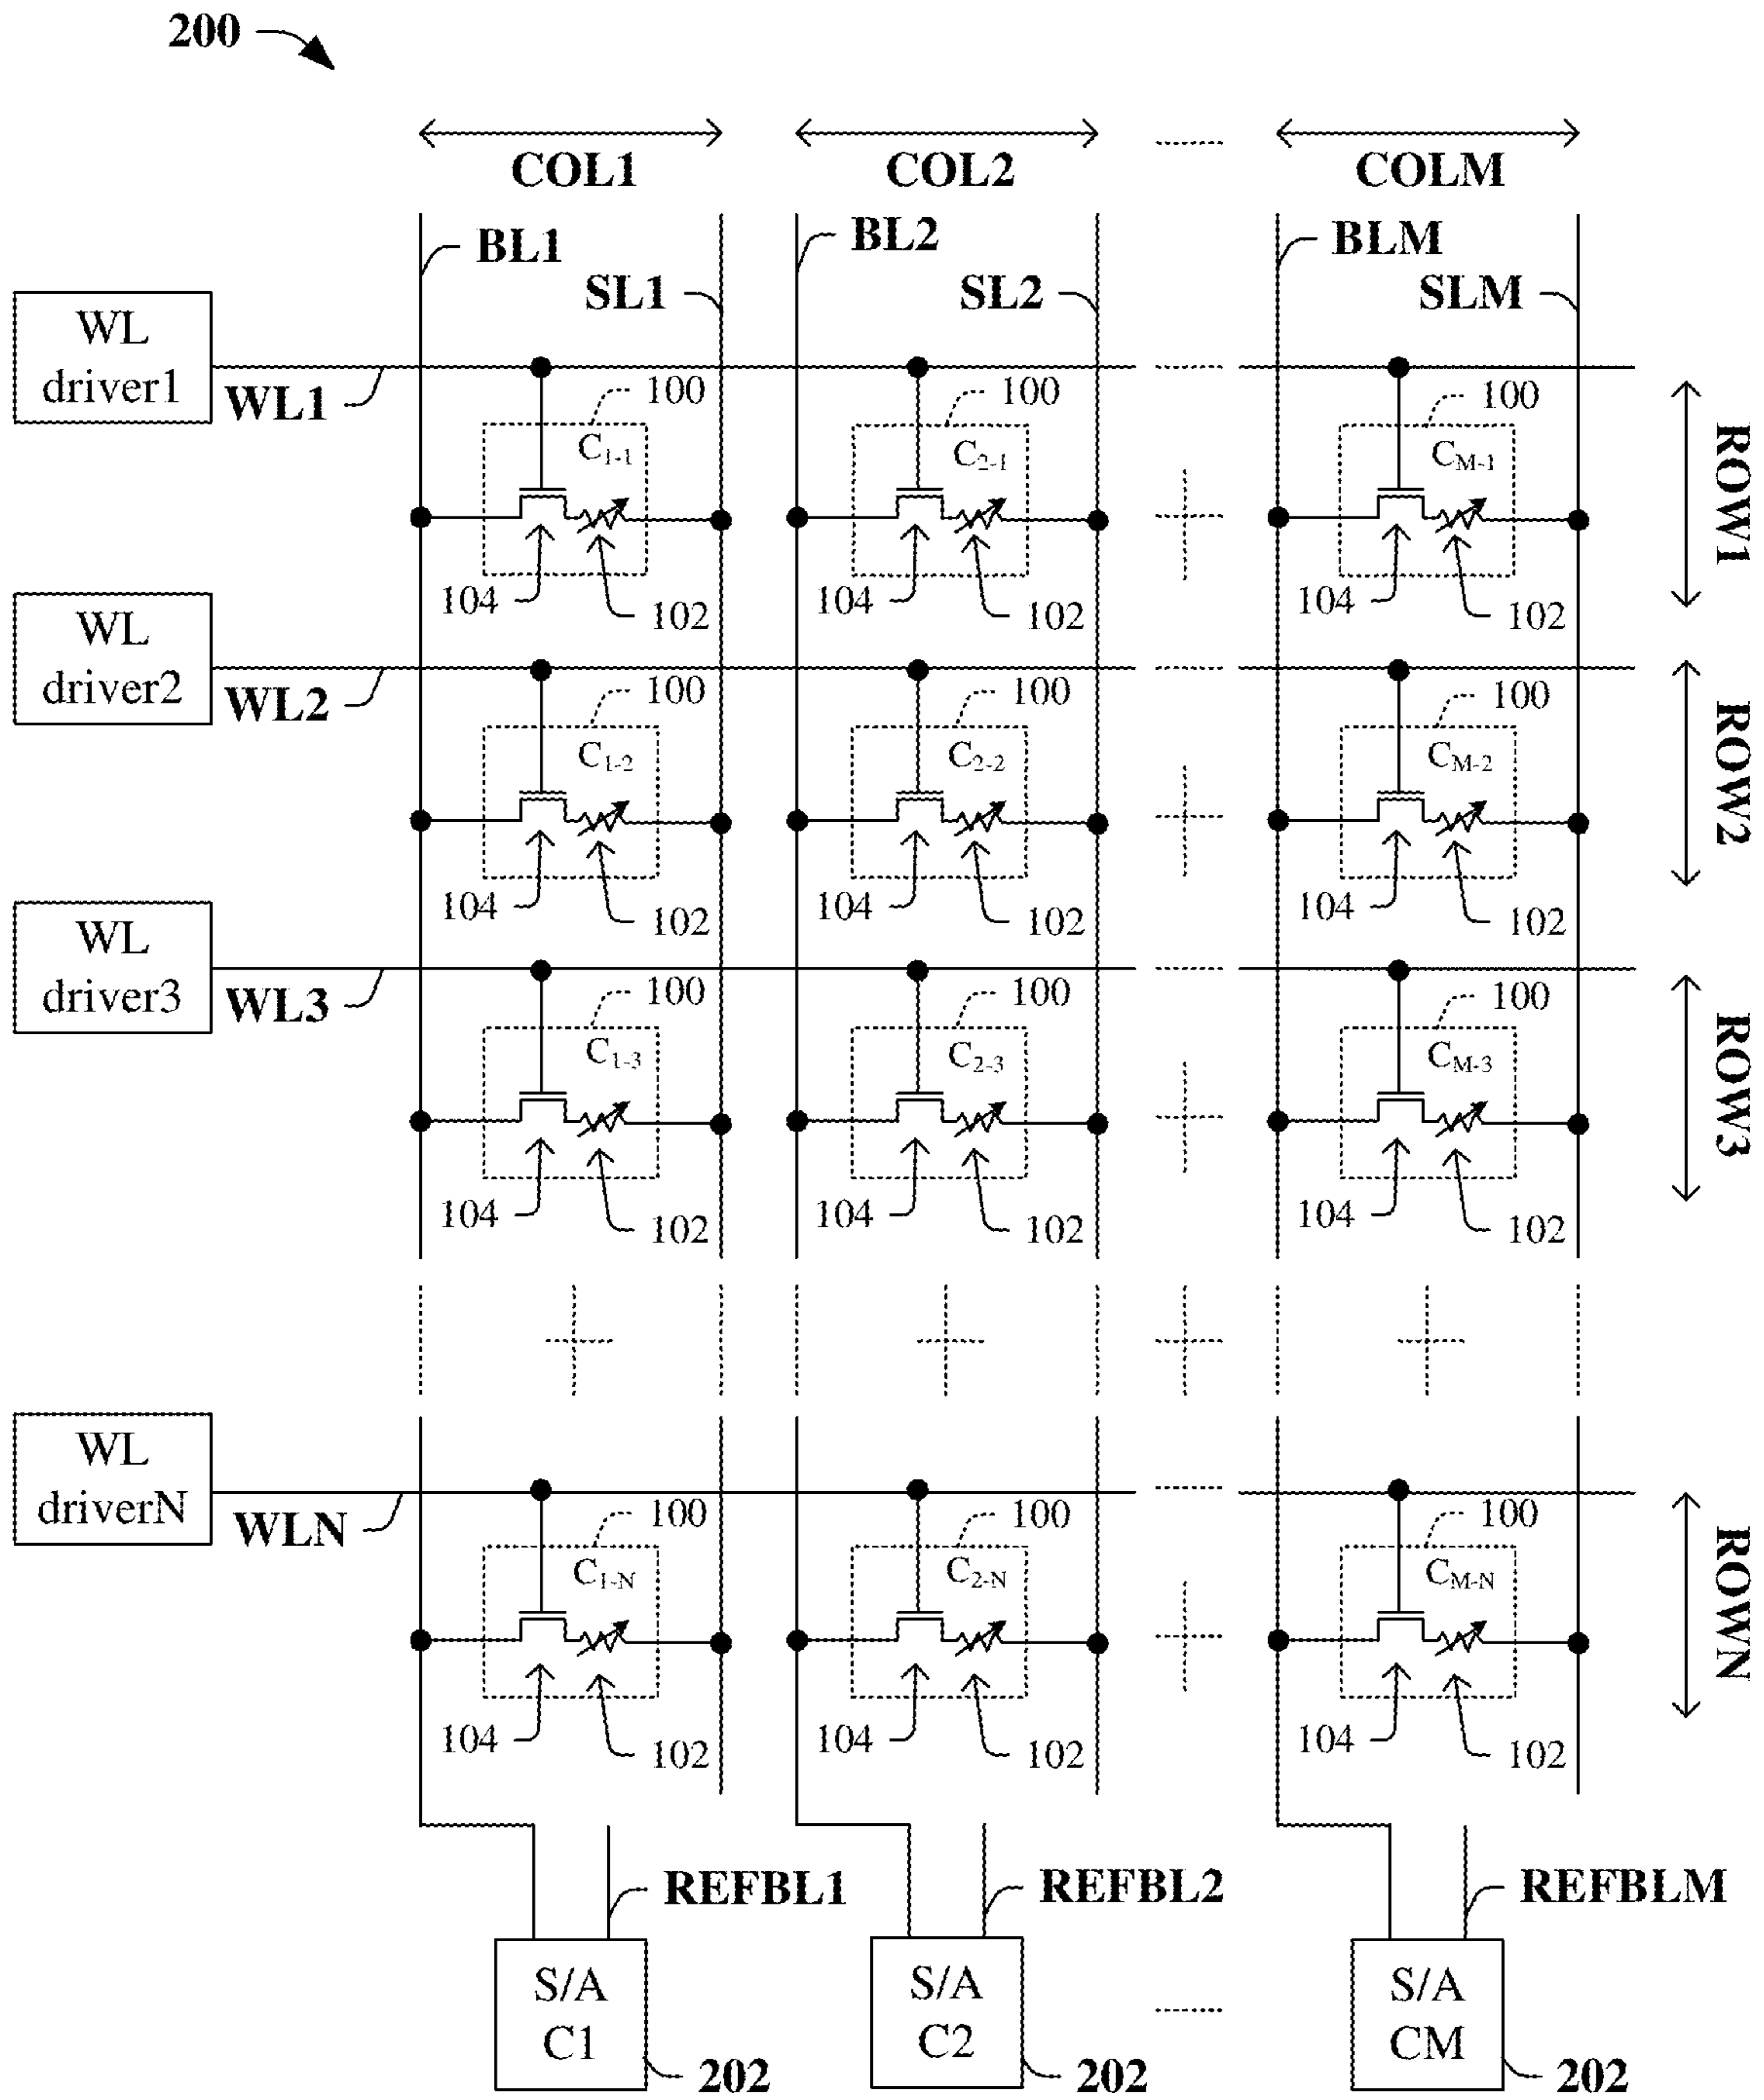 200
COL1 COL2 COLM
BL1 BL2 BLM
SL1 SL2 SLM
WL
driver1
WL1
100 100 100
C1-1 C2-1 CM-1
ROW1
104 102 104 102 104 102
WL
driver2
WL2
100 100 100
C1-2 C2-2 CM-2
ROW2
104 102 104 102 104 102
WL
driver3
WL3
100 100 100
C1-3 C2-3 CM-3
ROW3
104 102 104 102 104 102
WL
driverN
WLN
100 100 100
C1-N C2-N CM-N
ROWN
104 102 104 102 104 102
REFBL1 REFBL2 REFBLM
S/A S/A S/A
C1 C2 CM
202 202 202